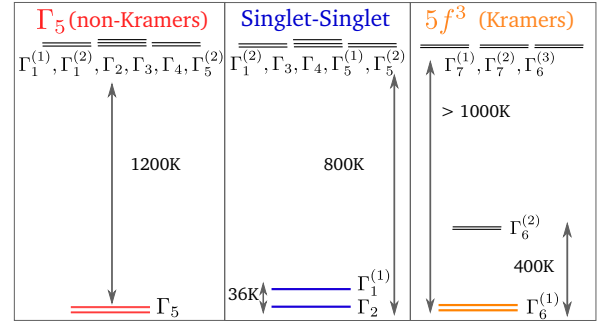 Γ₅ (non-Kramers)
Γ₁⁽¹⁾, Γ₁⁽²⁾, Γ₂, Γ₃, Γ₄, Γ₅⁽²⁾
1200K
Γ₅
Singlet-Singlet
Γ₁⁽²⁾, Γ₃, Γ₄, Γ₅⁽¹⁾, Γ₅⁽²⁾
800K
36K
Γ₁⁽¹⁾
Γ₂
5f³ (Kramers)
Γ₇⁽¹⁾, Γ₇⁽²⁾, Γ₆⁽³⁾
> 1000K
Γ₆⁽²⁾
400K
Γ₆⁽¹⁾